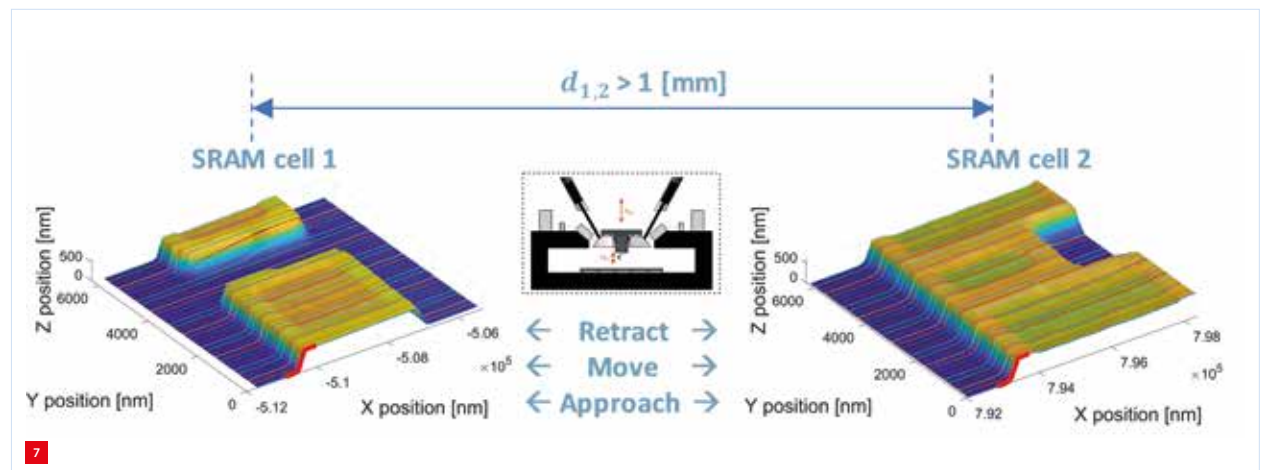 d₁,₂ > 1 [mm]
SRAM cell 1
SRAM cell 2
Z position [nm]
500
0
6000
4000
2000
0
Y position [nm]
-5.12
-5.1
-5.08
-5.06
×10⁵
X position [nm]
← Retract →
← Move →
← Approach →
Z position [nm]
500
0
6000
4000
2000
0
Y position [nm]
7.92
7.94
7.96
7.98
×10⁵
X position [nm]
7